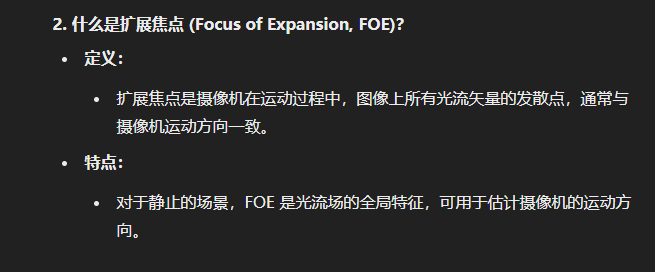 2. 什么是扩展焦点 (Focus of Expansion, FOE)?
定义：
扩展焦点是摄像机在运动过程中，图像上所有光流矢量的发散点，通常与
摄像机运动方向一致。
特点：
对于静止的场景，FOE 是光流场的全局特征，可用于估计摄像机的运动方
向。